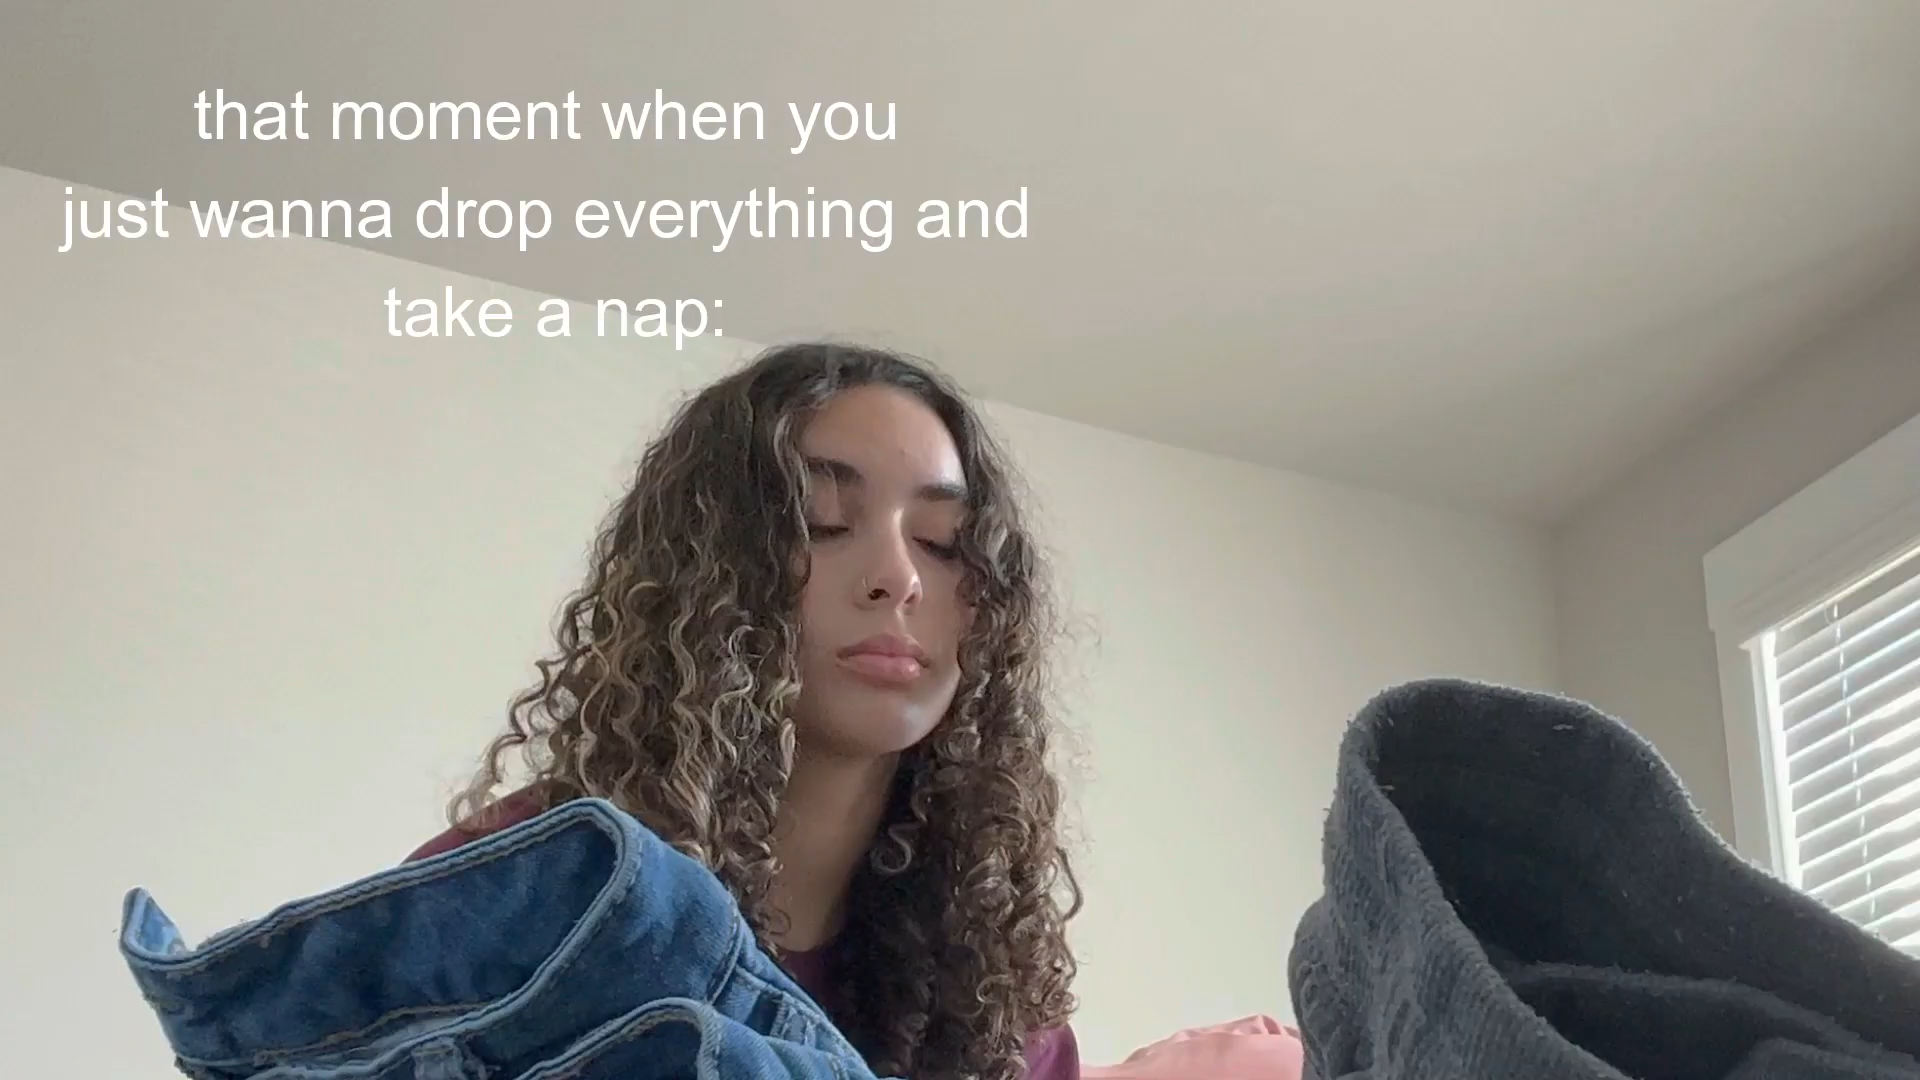 that moment when you
just wanna drop everything and
take a nap: